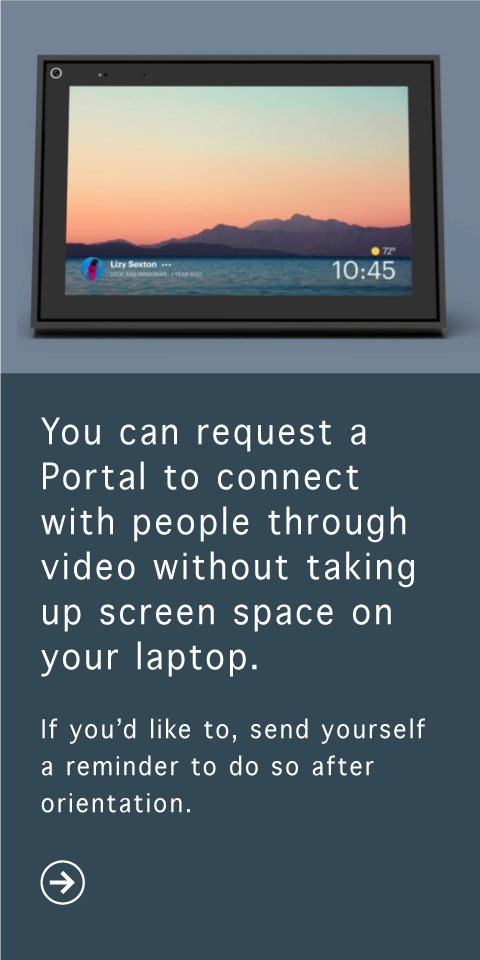 72°
Lizy Sexton •••
10:45
VIEW AND MEMORIES · 1 YEAR AGO
You can request a
Portal to connect
with people through
video without taking
up screen space on
your laptop.
If you’d like to, send yourself
a reminder to do so after
orientation.